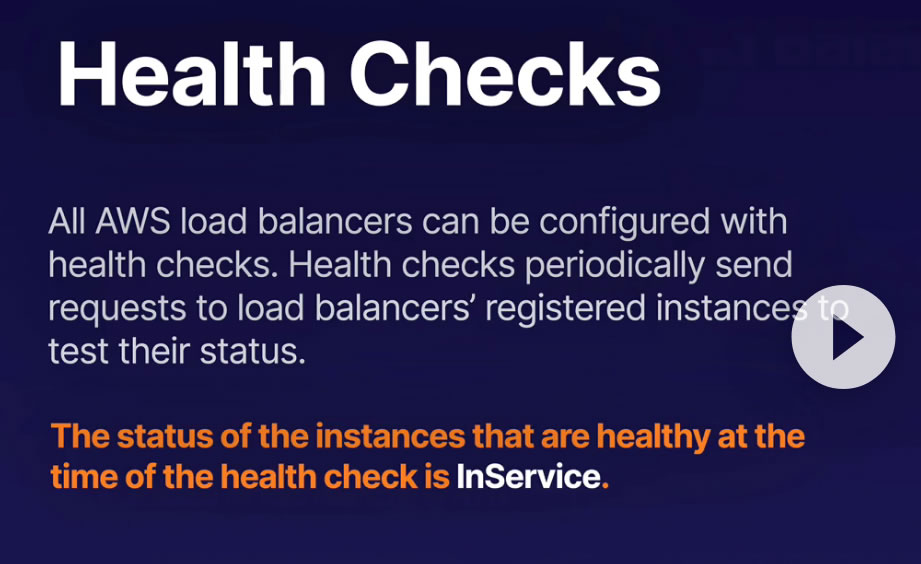 Health Checks
All AWS load balancers can be configured with
health checks. Health checks periodically send
requests to load balancers’ registered instances to
test their status.
The status of the instances that are healthy at the
time of the health check is InService.